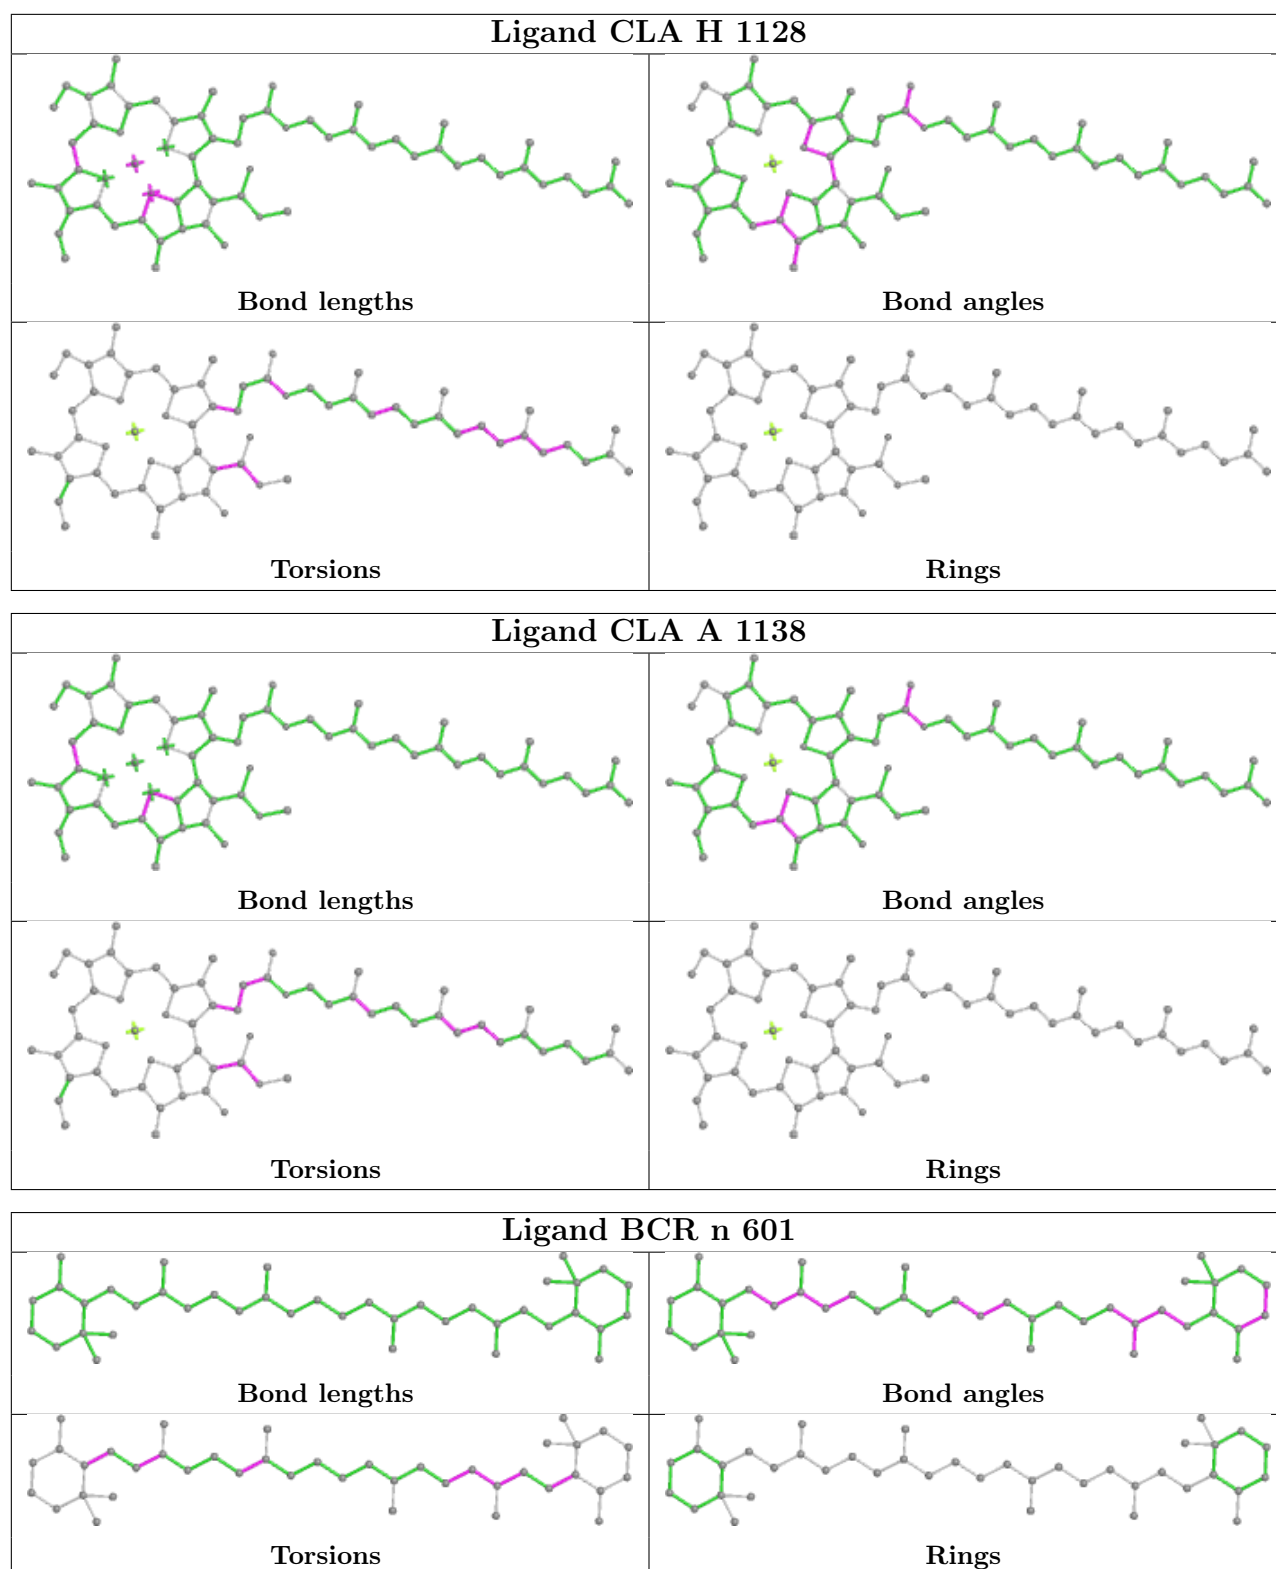 Ligand CLA H 1128
Bond lengths
Bond angles
Torsions
Rings
Ligand CLA A 1138
Bond lengths
Bond angles
Torsions
Rings
Ligand BCR n 601
Bond lengths
Bond angles
Torsions
Rings